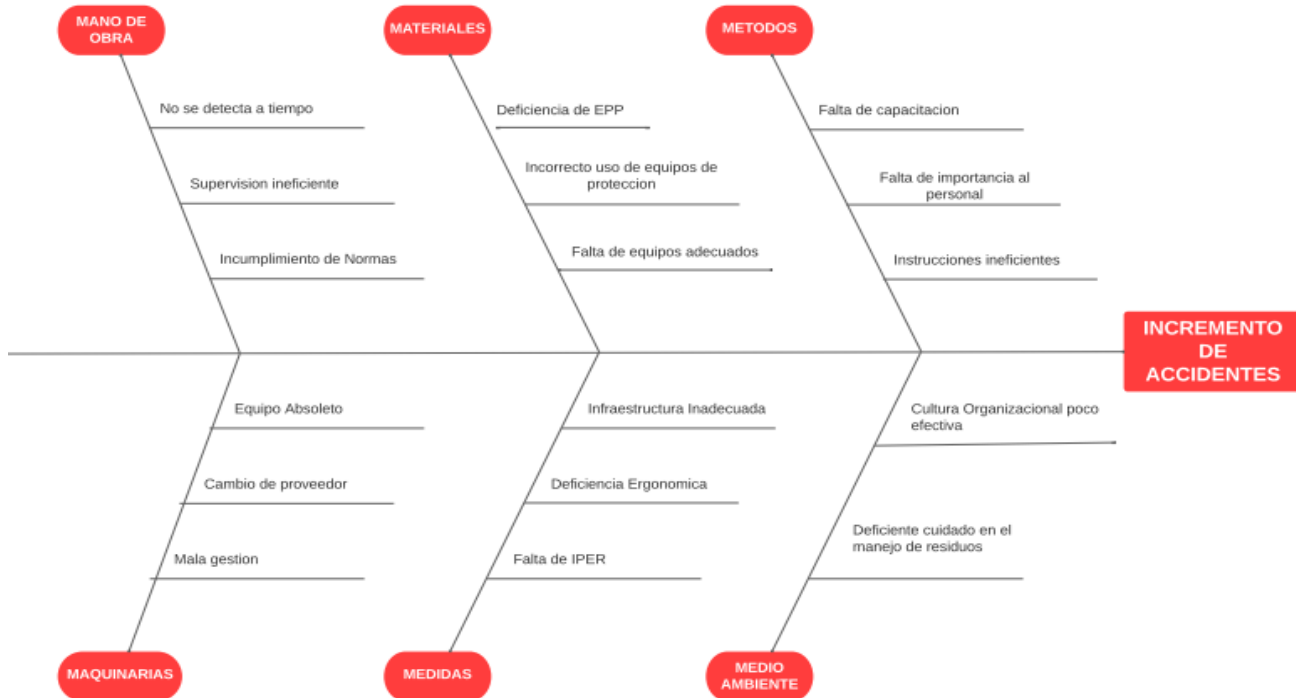 MANO DE
OBRA
MATERIALES
METODOS
No se detecta a tiempo
Deficiencia de EPP
Falta de capacitacion
Supervision ineficiente
Incorrecto uso de equipos de
proteccion
Falta de importancia al
personal
Incumplimiento de Normas
Falta de equipos adecuados
Instrucciones ineficientes
INCREMENTO
DE
ACCIDENTES
Equipo Absoleto
Infraestructura Inadecuada
Cultura Organizacional poco
efectiva
Cambio de proveedor
Deficiencia Ergonomica
Deficiente cuidado en el
manejo de residuos
Mala gestion
Falta de IPER
MAQUINARIAS
MEDIDAS
MEDIO
AMBIENTE